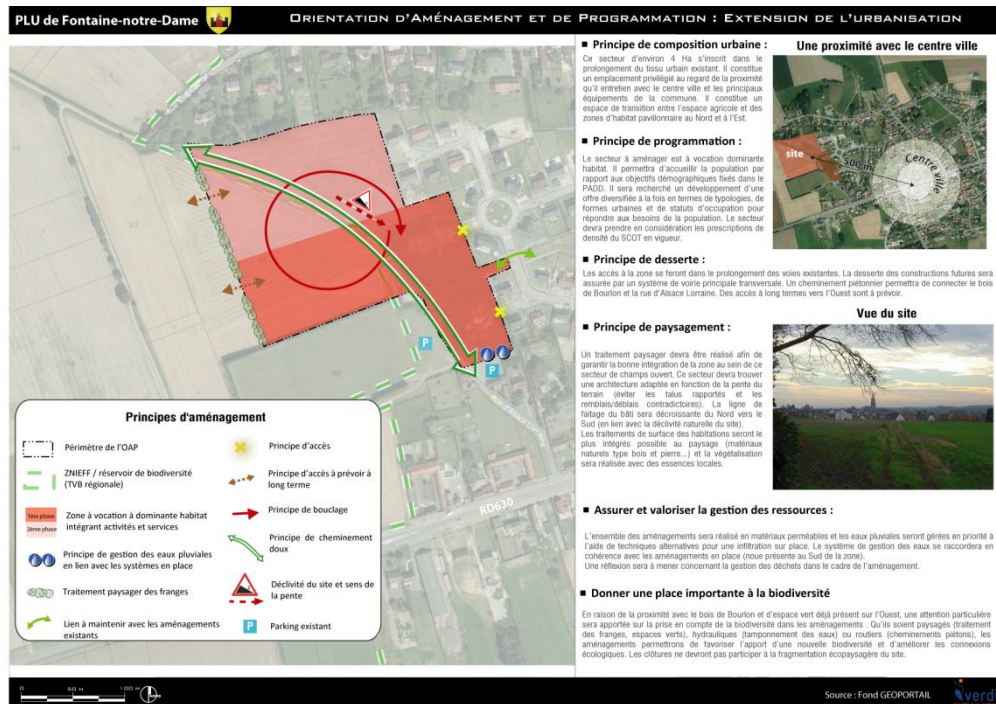 PLU de Fontaine-notre-Dame
ORIENTATION D'AMÉNAGEMENT ET DE PROGRAMMATION : EXTENSION DE L'URBANISATION
P
P
Rue d'Alsace Lorraine
RD630
Principes d'aménagement
Périmètre de l'OAP
ZNIEFF / réservoir de biodiversité
(TVB régionale)
1ère phase
2ème phase
Zone à vocation à dominante habitat
intégrant activités et services
Principe de gestion des eaux pluviales
en lien avec les systèmes en place
Traitement paysager des franges
Lien à maintenir avec les aménagements
existants
Principe d'accès
Principe d'accès à prévoir à
long terme
Principe de bouclage
Principe de cheminement
doux
Déclivité du site et sens de
la pente
P
Parking existant
0 50 M 100 M
■ Principe de composition urbaine :
Ce secteur d'environ 4 Ha s'inscrit dans le
prolongement du tissu urbain existant. Il constitue
un emplacement privilégié au regard de la proximité
qu'il entretien avec le centre ville et les principaux
équipements de la commune. Il constitue un
espace de transition entre l'espace agricole et des
zones d'habitat pavillonnaire au Nord et à l'Est.
■ Principe de programmation :
Le secteur à aménager est à vocation dominante
habitat. Il permettra d'accueillir la population par
rapport aux objectifs démographiques fixés dans le
PADD. Il sera recherché un développement d'une
offre diversifiée à la fois en termes de typologies, de
formes urbaines et de statuts d'occupation pour
répondre aux besoins de la population. Le secteur
devra prendre en considération les prescriptions de
densité du SCOT en vigueur.
Une proximité avec le centre ville
site
500 m
Centre ville
■ Principe de desserte :
Les accès à la zone se feront dans le prolongement des voies existantes. La desserte des constructions futures sera
assurée par un système de voirie principale transversale. Un cheminement piétonnier permettra de connecter le bois
de Bourlon et la rue d'Alsace Lorraine. Des accès à long termes vers l'Ouest sont à prévoir.
■ Principe de paysagement :
Un traitement paysager devra être réalisé afin de
garantir la bonne intégration de la zone au sein de ce
secteur de champs ouvert. Ce secteur devra trouver
une architecture adaptée en fonction de la pente du
terrain (éviter les talus rapportés et les
remblais/déblais contradictoires). La ligne de
faitage du bâti sera décroissante du Nord vers le
Sud (en lien avec la déclivité naturelle du site).
Les traitements de surface des habitations seront le
plus intégrés possible au paysage (matériaux
naturels type bois et pierre...) et la végétalisation
sera réalisée avec des essences locales.
Vue du site
■ Assurer et valoriser la gestion des ressources :
L'ensemble des aménagements sera réalisé en matériaux perméables et les eaux pluviales seront gérées en priorité à
l'aide de techniques alternatives pour une infiltration sur place. Le système de gestion des eaux se raccordera en
cohérence avec les aménagements en place (noue présente au Sud de la zone).
Une réflexion sera à mener concernant la gestion des déchets dans le cadre de l'aménagement.
■ Donner une place importante à la biodiversité
En raison de la proximité avec le bois de Bourlon et d'espace vert déjà présent sur l'Ouest, une attention particulière
sera apportée sur la prise en compte de la biodiversité dans les aménagements . Qu'ils soient paysagés (traitement
des franges, espaces verts), hydrauliques (tamponnement des eaux) ou routiers (cheminements piétons), les
aménagements permettrons de favoriser l'apport d'une nouvelle biodiversité et d'améliorer les connexions
écologiques. Les clôtures ne devront pas participer à la fragmentation écopaysagère du site.
Source : Fond GEOPORTAIL
verdi